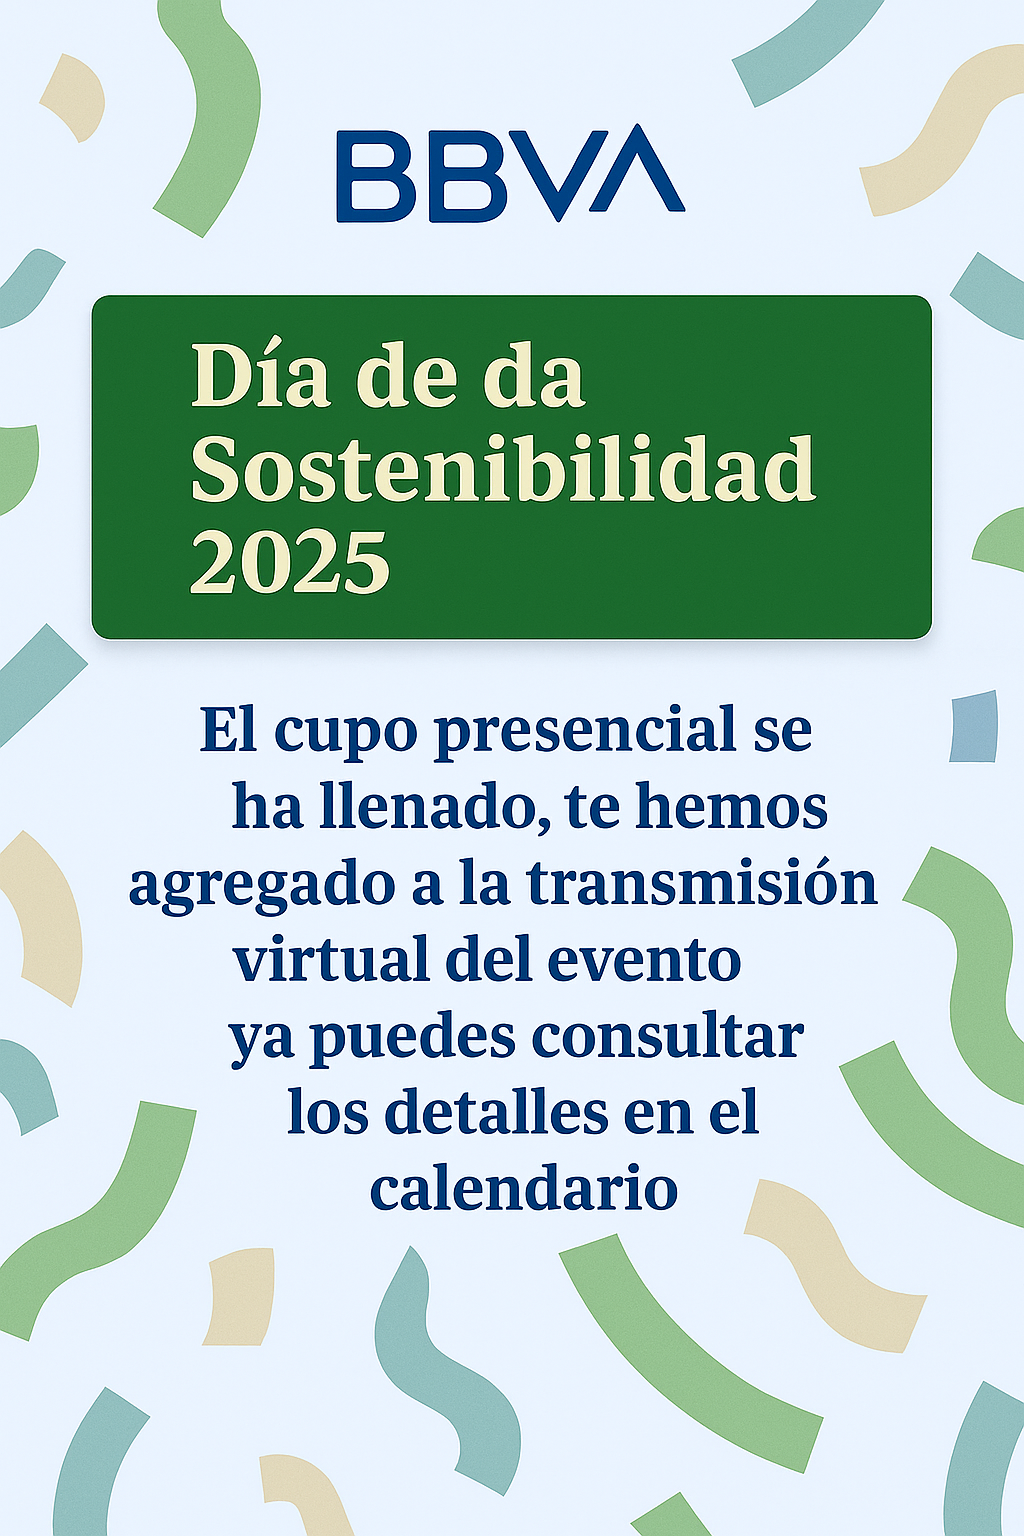 BBVA
Día de da
Sostenibilidad
2025
El cupo presencial se
ha llenado, te hemos
agregado a la transmisión
virtual del evento
ya puedes consultar
los detalles en el
calendario